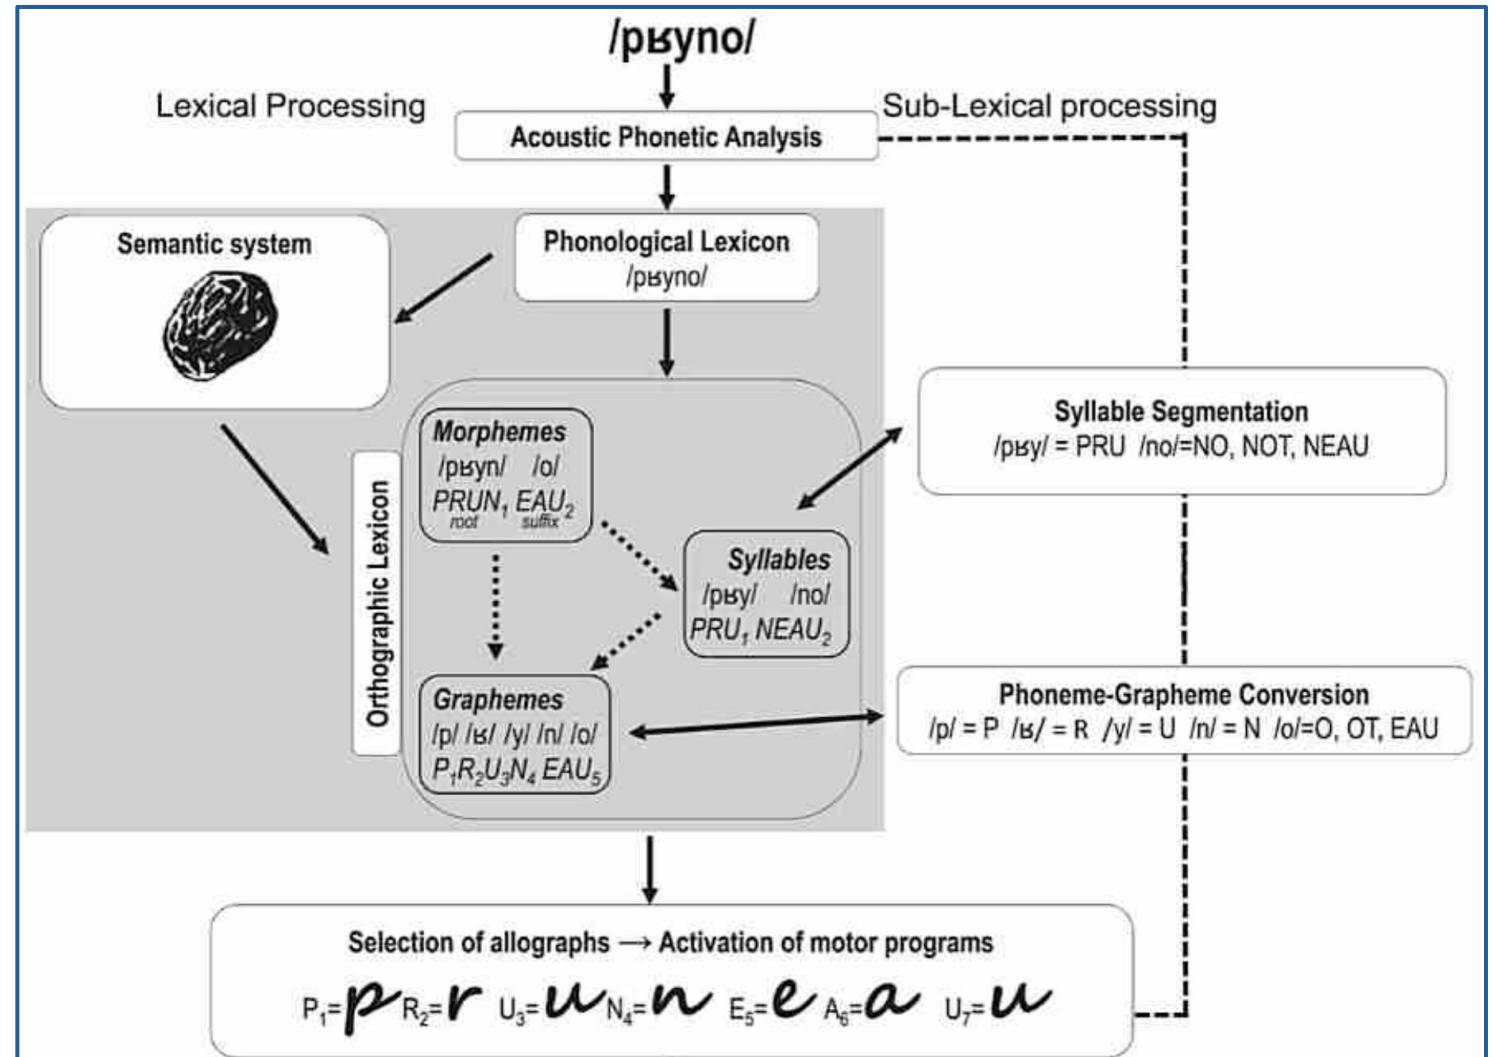 /pʁyno/
Lexical Processing
Sub-Lexical processing
Acoustic Phonetic Analysis
Semantic system
Phonological Lexicon
/pʁyno/
Orthographic Lexicon
Morphemes
/pʁyn/ /o/
PRUN₁ EAU₂
root suffix
Syllables
/pʁy/ /no/
PRU₁ NEAU₂
Graphemes
/p/ /ʁ/ /y/ /n/ /o/
P₁R₂U₃N₄ EAU₅
Syllable Segmentation
/pʁy/ = PRU /no/=NO, NOT, NEAU
Phoneme-Grapheme Conversion
/p/ = P /ʁ/ = R /y/ = U /n/ = N /o/=O, OT, EAU
Selection of allographs → Activation of motor programs
P₁=p R₂=r U₃=u N₄=n E₅=e A₆=a U₇=u